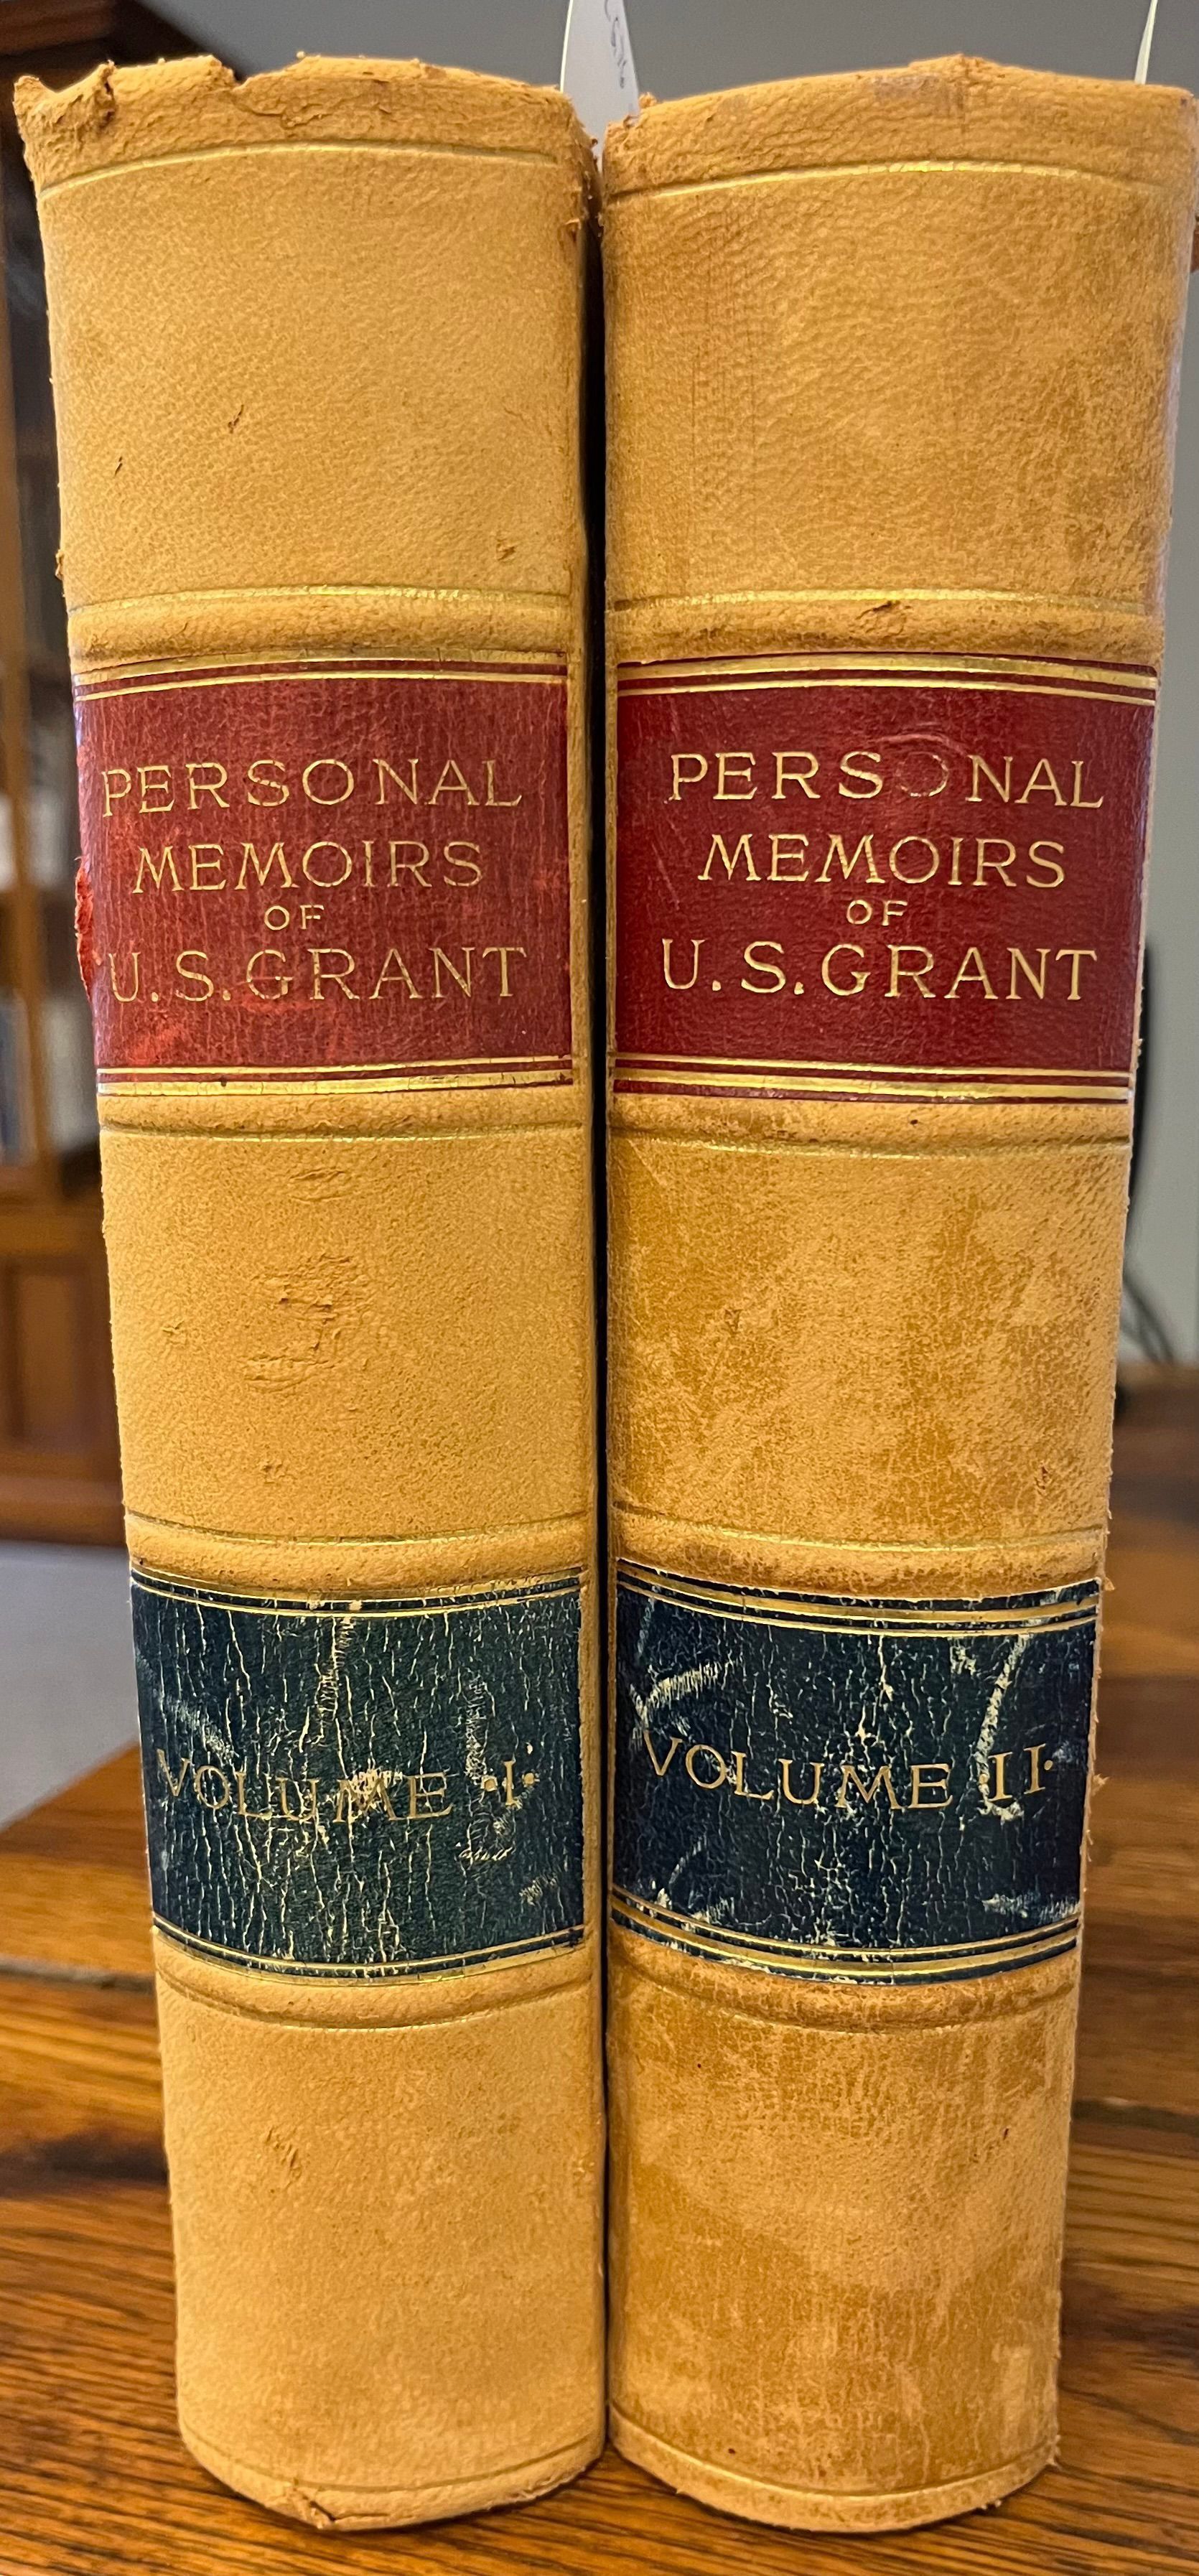 PERSONAL
MEMOIRS
OF
U.S. GRANT
VOLUME ·I·
PERSONAL
MEMOIRS
OF
U.S. GRANT
VOLUME ·II·